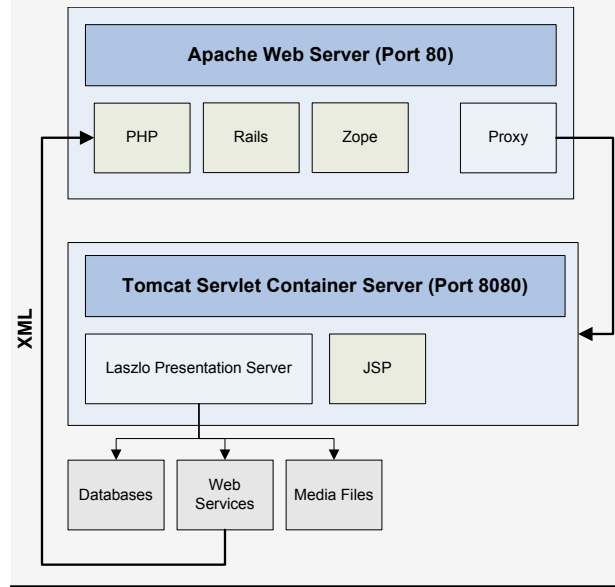 Apache Web Server (Port 80)
PHP
Rails
Zope
Proxy
Tomcat Servlet Container Server (Port 8080)
XML
Laszlo Presentation Server
JSP
Databases
Web
Services
Media Files